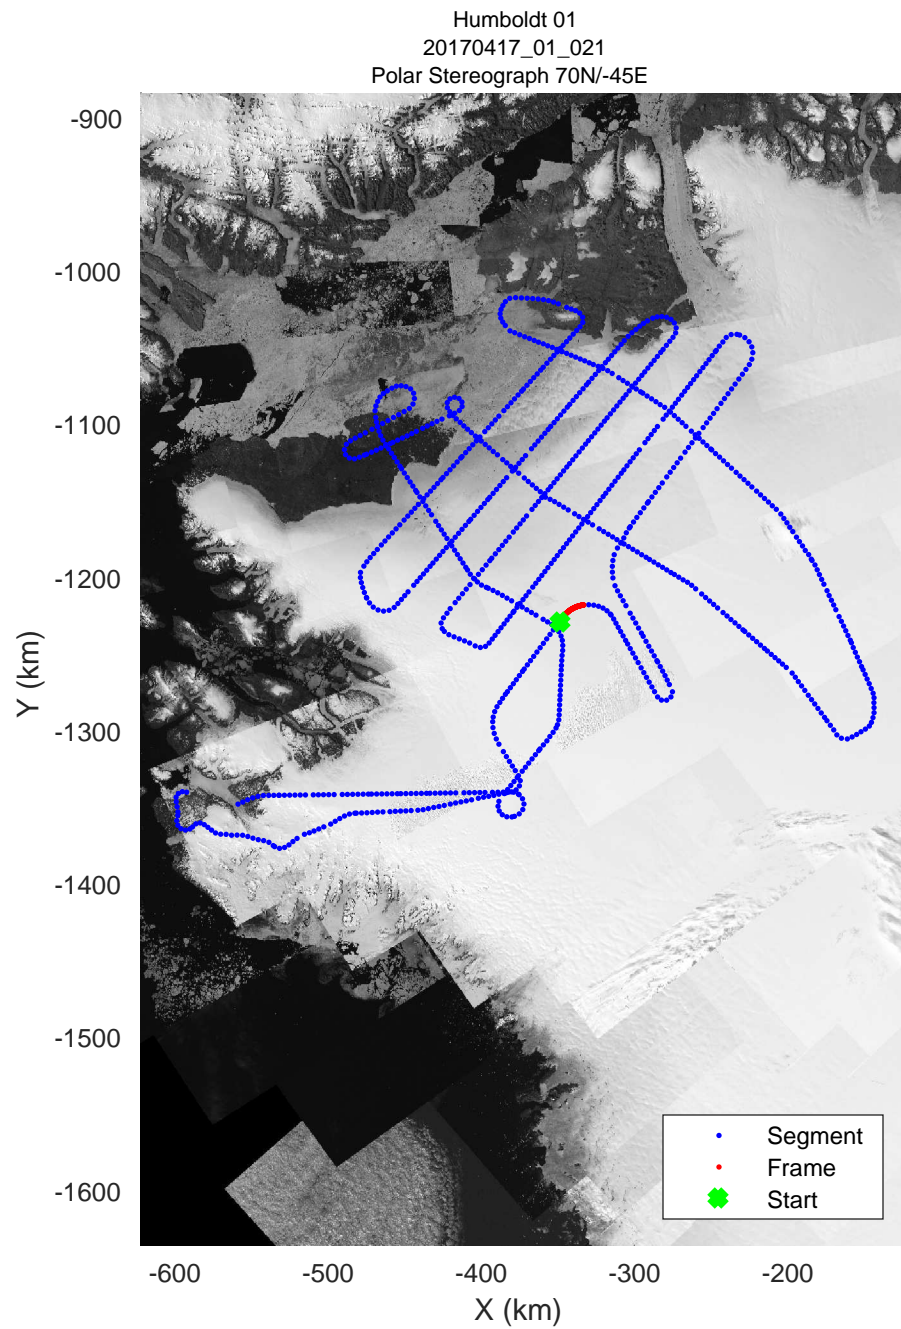 Humboldt 01
20170417_01_021
Polar Stereograph 70N/-45E
-900
-1000
-1100
-1200
-1300
-1400
-1500
-1600
Y (km)
-600 -500 -400 -300 -200
X (km)
Segment
Frame
Start